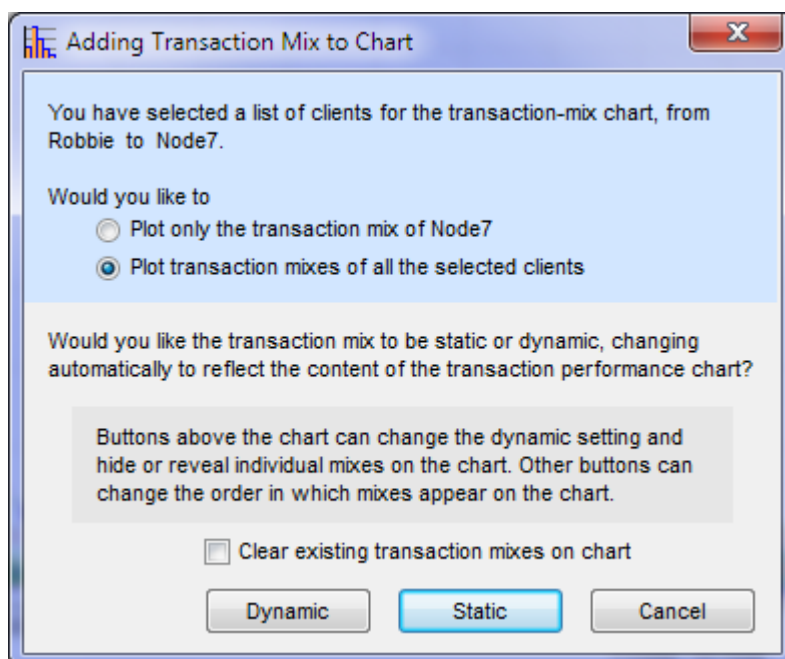 Adding Transaction Mix to Chart
You have selected a list of clients for the transaction-mix chart, from
Robbie to Node7.
Would you like to
Plot only the transaction mix of Node7
Plot transaction mixes of all the selected clients
Would you like the transaction mix to be static or dynamic, changing
automatically to reflect the content of the transaction performance chart?
Buttons above the chart can change the dynamic setting and
hide or reveal individual mixes on the chart. Other buttons can
change the order in which mixes appear on the chart.
Clear existing transaction mixes on chart
Dynamic Static Cancel